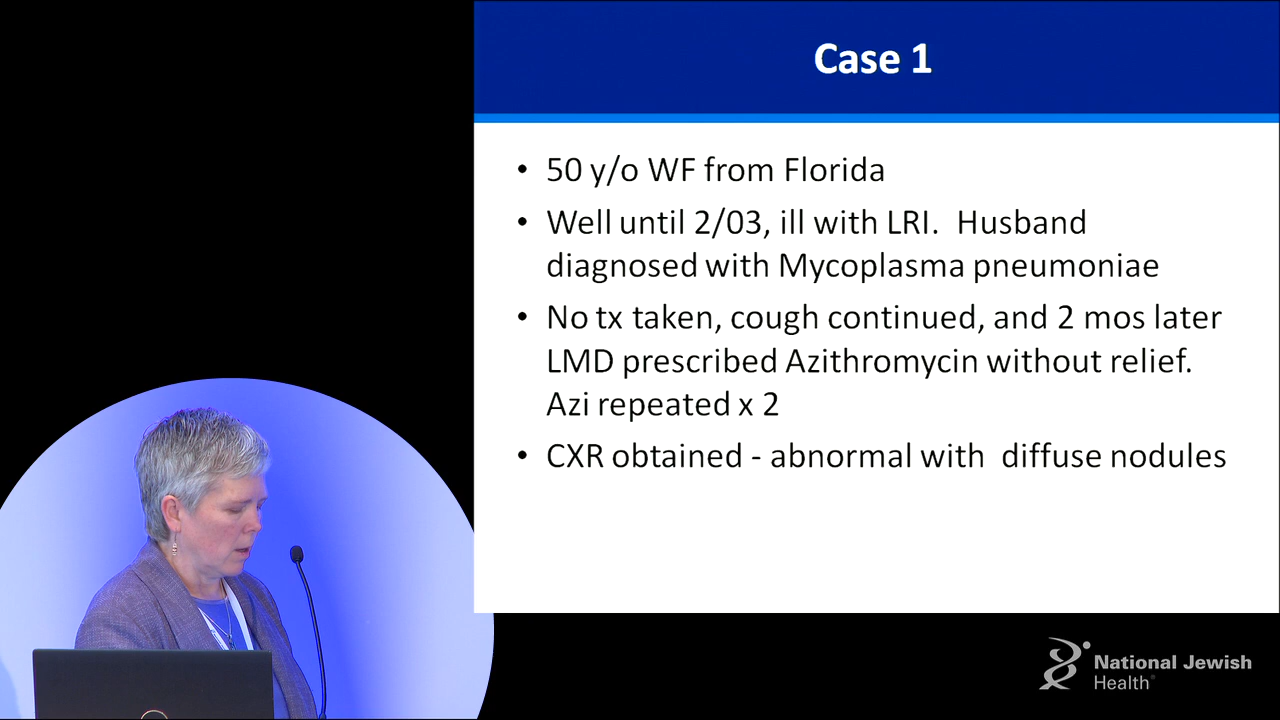 Case 1
• 50 y/o WF from Florida
• Well until 2/03, ill with LRI.  Husband
diagnosed with Mycoplasma pneumoniae
• No tx taken, cough continued, and 2 mos later
LMD prescribed Azithromycin without relief.
Azi repeated x 2
• CXR obtained - abnormal with  diffuse nodules
National Jewish
Health®